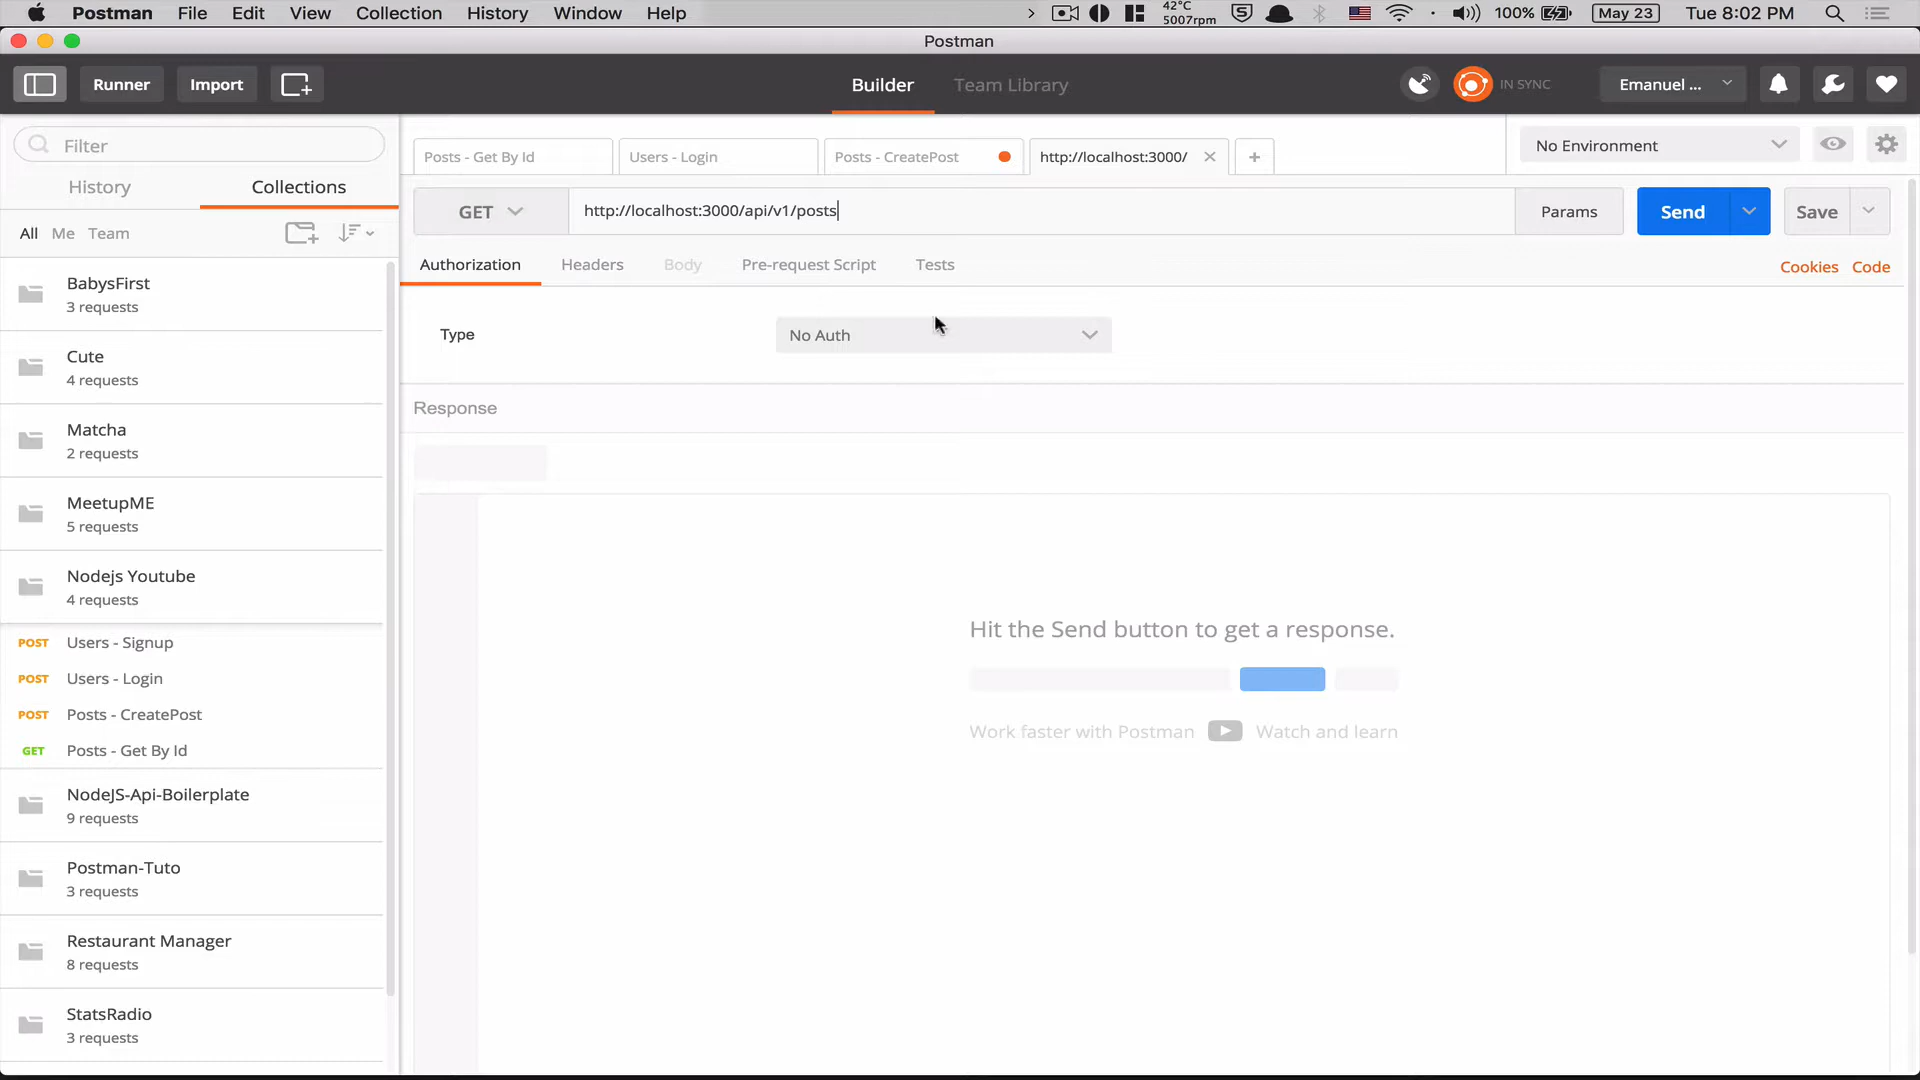 Postman File Edit View Collection History Window Help
42°C
5007rpm
100%
May 23
Tue 8:02 PM
Postman
Runner
Import
Builder
Team Library
IN SYNC
Emanuel ...
Filter
History
Collections
All Me Team
BabysFirst
3 requests
Cute
4 requests
Matcha
2 requests
MeetupME
5 requests
Nodejs Youtube
4 requests
POST Users - Signup
POST Users - Login
POST Posts - CreatePost
GET Posts - Get By Id
NodeJS-Api-Boilerplate
9 requests
Postman-Tuto
3 requests
Restaurant Manager
8 requests
StatsRadio
3 requests
Posts - Get By Id
Users - Login
Posts - CreatePost
http://localhost:3000/
No Environment
GET
http://localhost:3000/api/v1/posts
Params
Send
Save
Authorization
Headers
Body
Pre-request Script
Tests
Cookies
Code
Type
No Auth
Response
Hit the Send button to get a response.
Work faster with Postman
Watch and learn